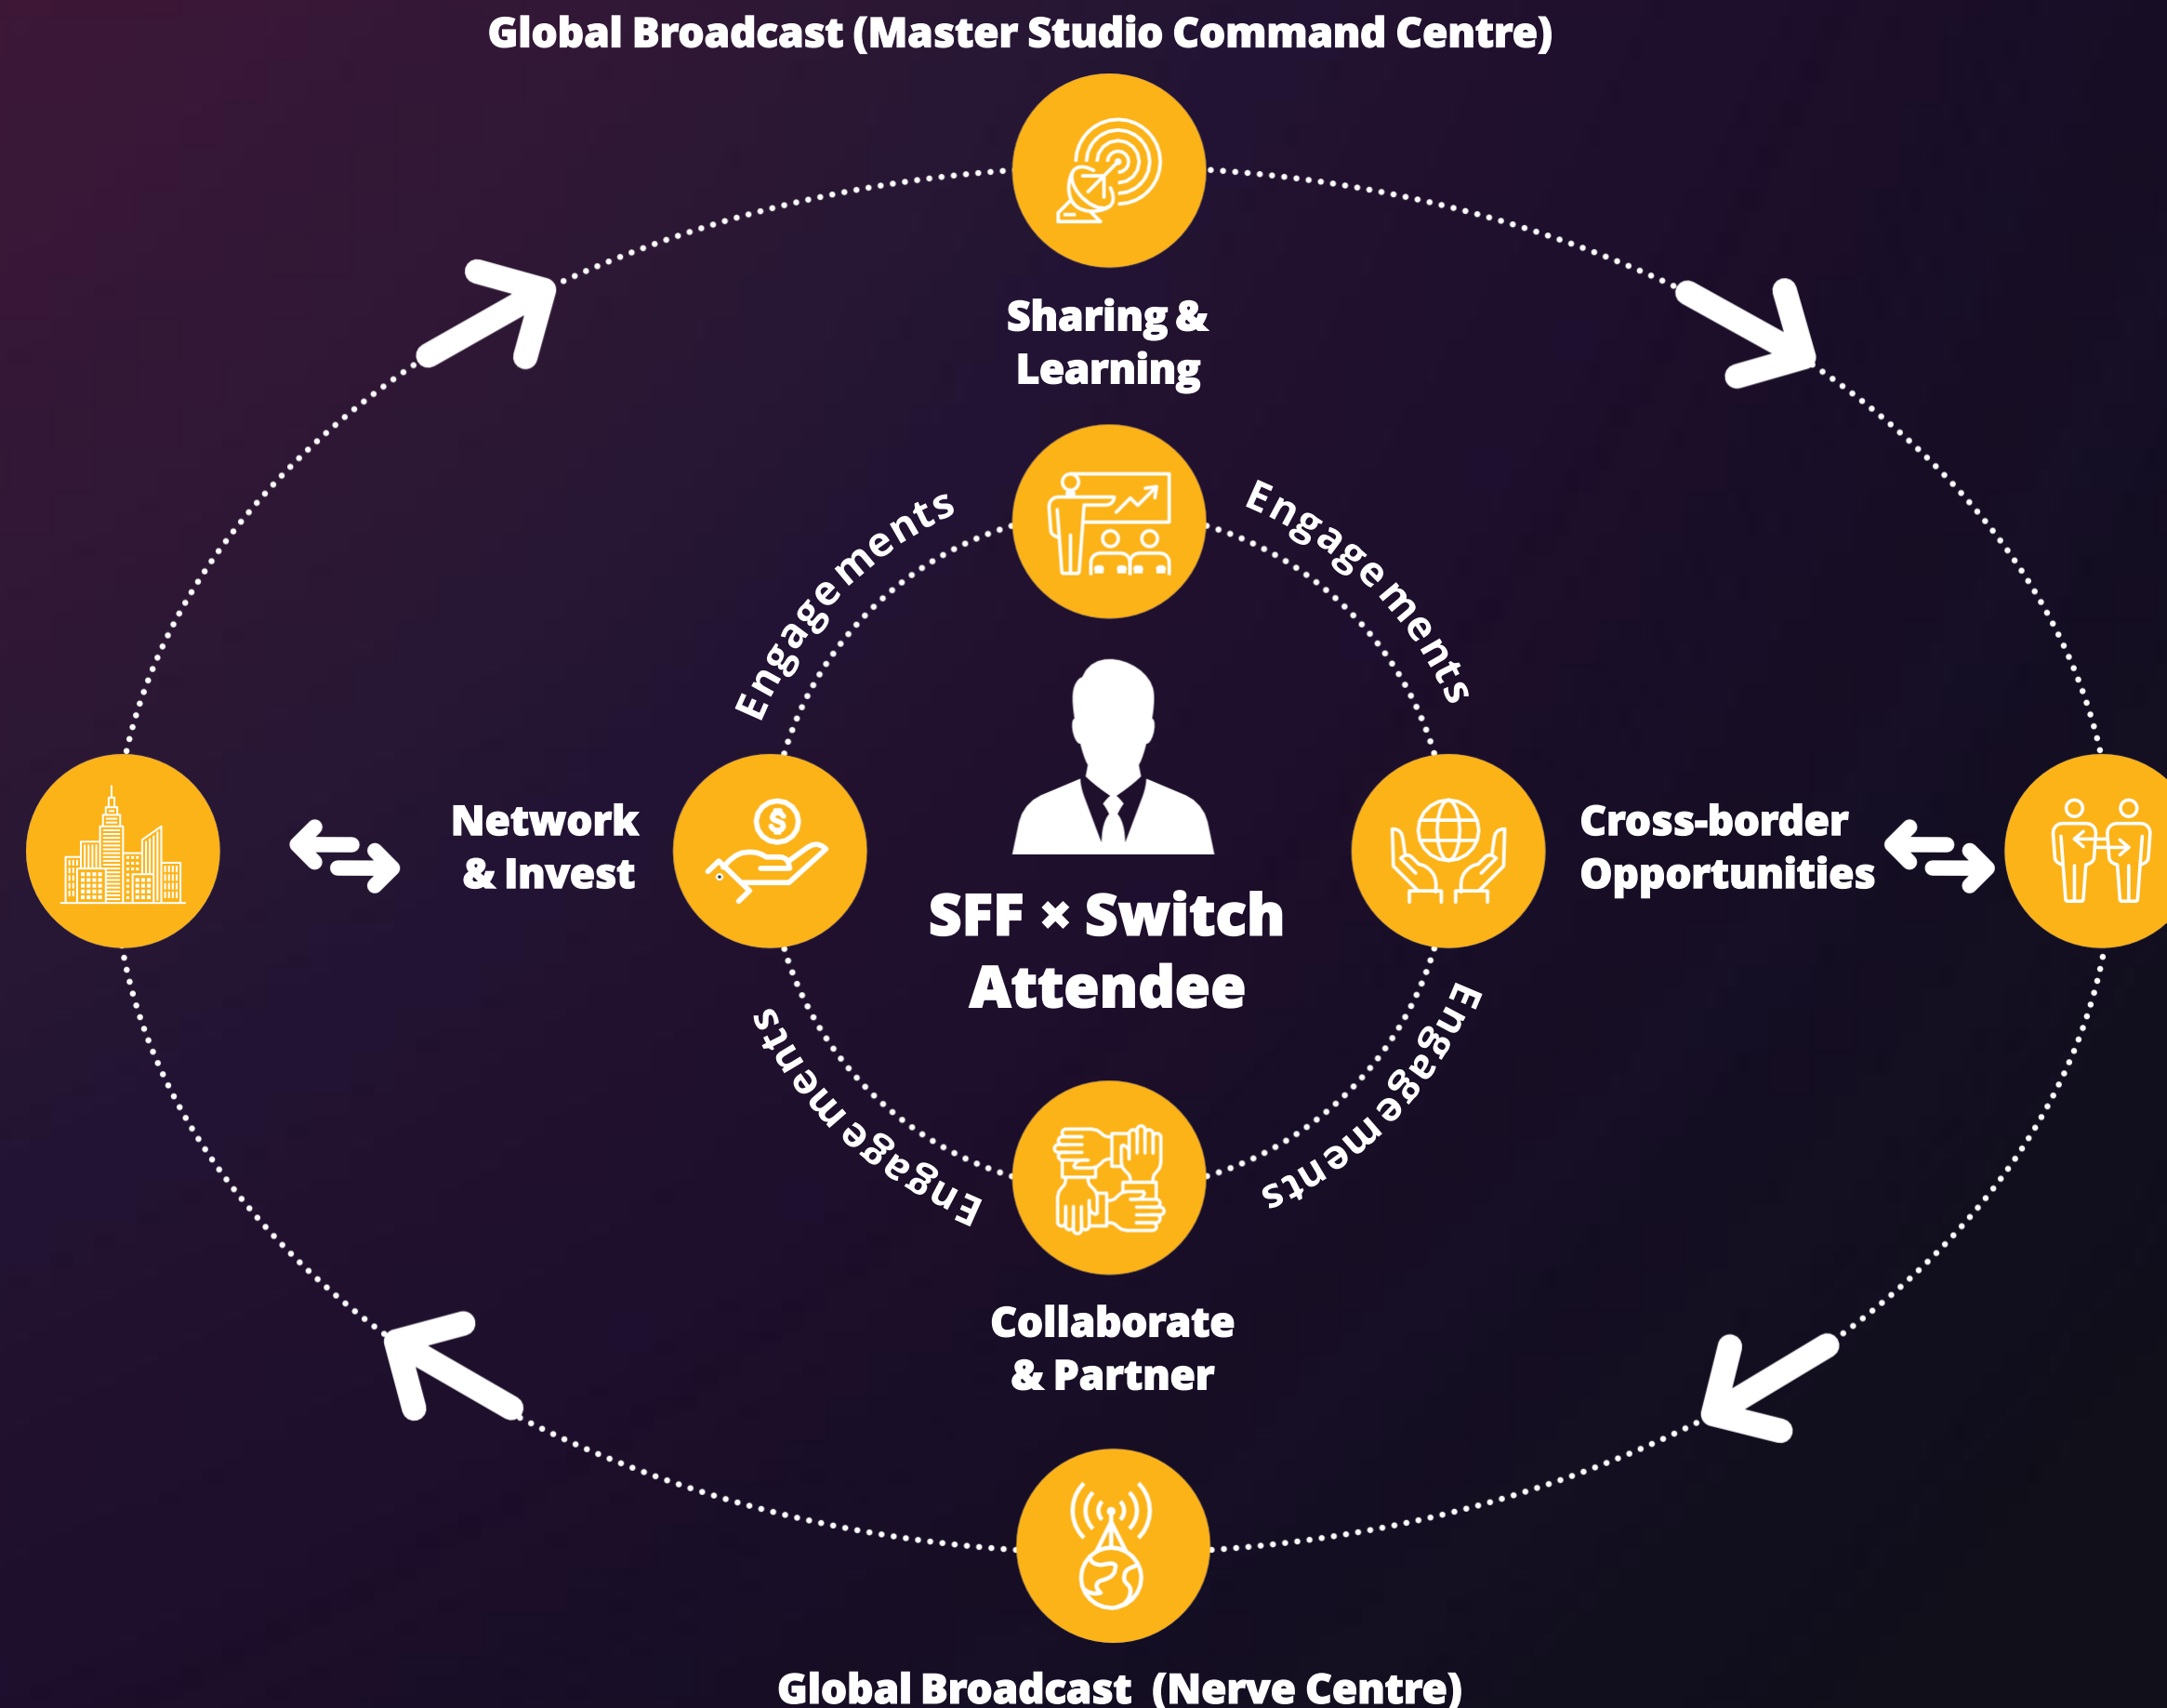 Global Broadcast (Master Studio Command Centre)
Sharing &
Learning
Engagements
Engagements
Network
& Invest
$
Cross-border
Opportunities
SFF × Switch
Attendee
Engagements
Engagements
Collaborate
& Partner
Global Broadcast (Nerve Centre)